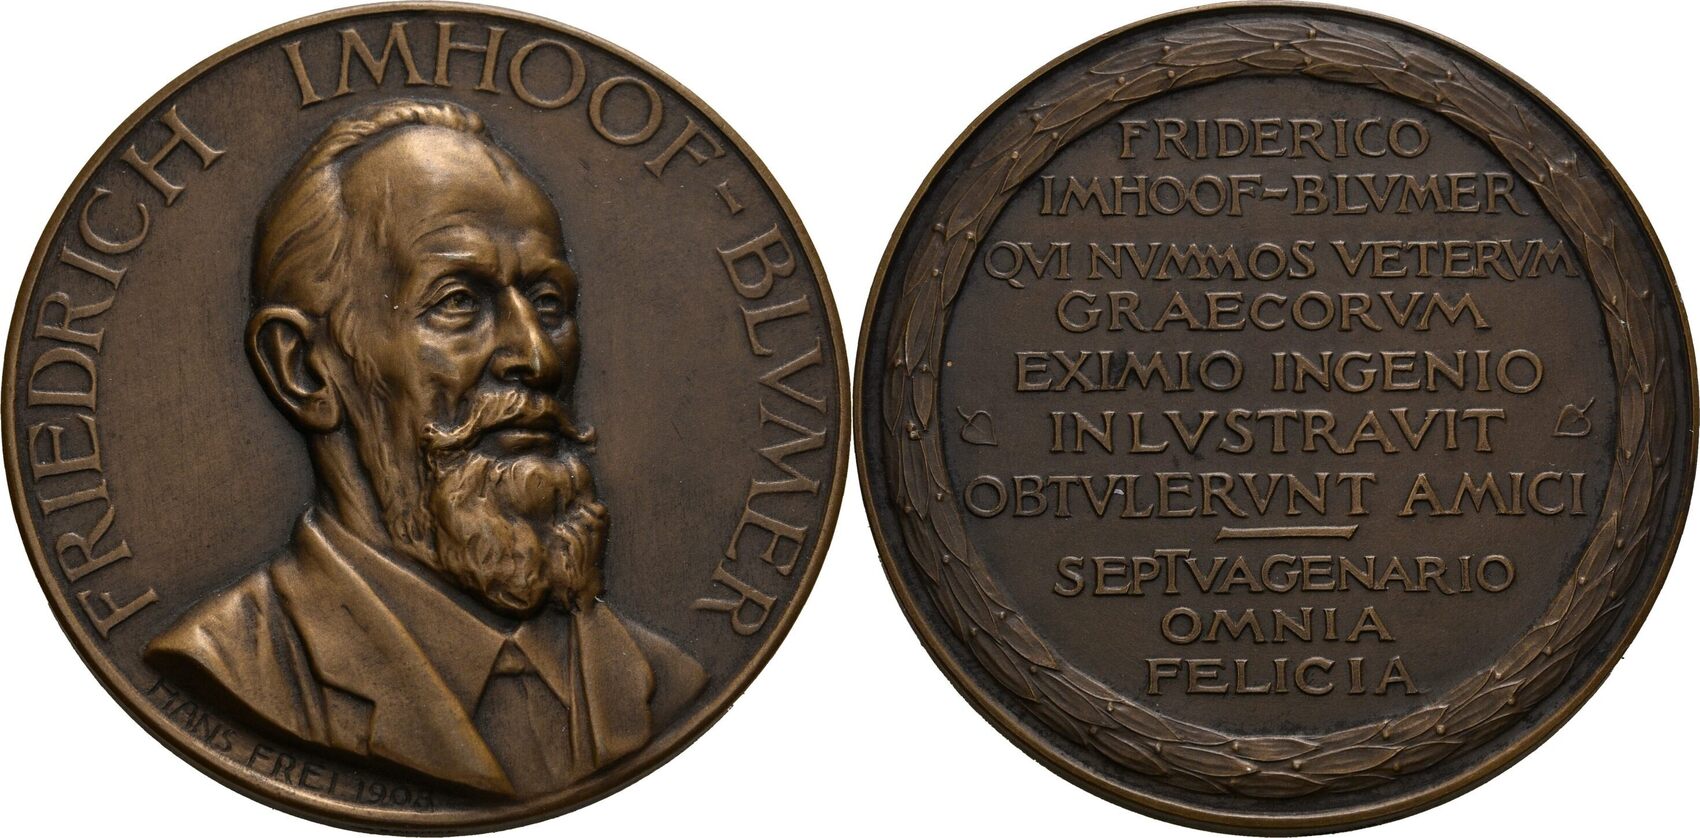 FRIEDRICH IMHOOF-BLVMER
HANS FREI 1908
FRIDERICO
IMHOOF-BLVMER
QVI NVMMOS VETERVM
GRAECORVM
EXIMIO INGENIO
INLVSTRAVIT
OBTVLERVNT AMICI
SEPTVAGENARIO
OMNIA
FELICIA